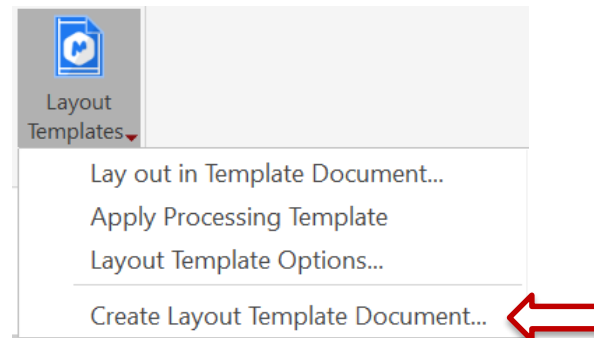 Layout
Templates
Lay out in Template Document...
Apply Processing Template
Layout Template Options...
Create Layout Template Document...